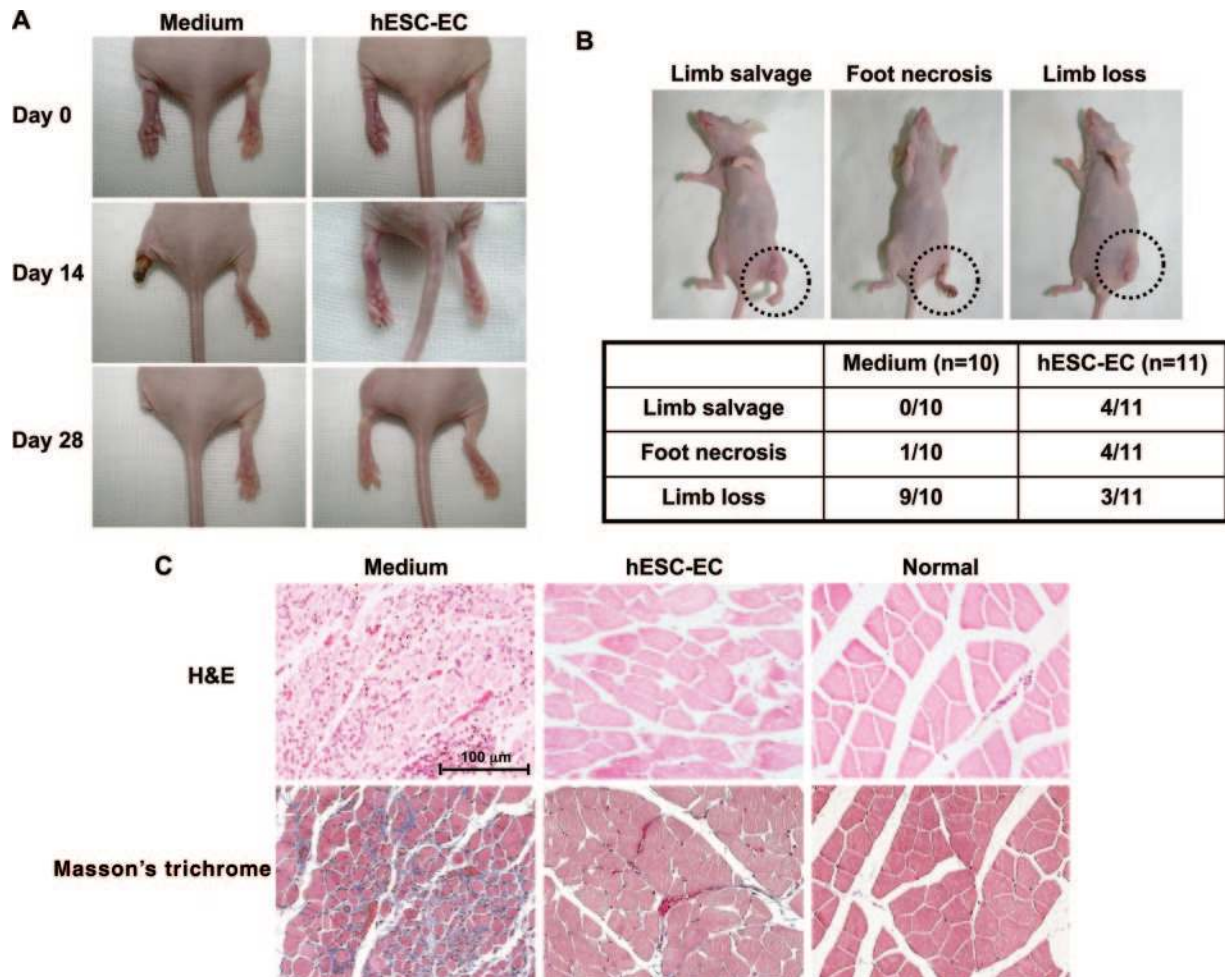 A
Medium hESC-EC
Day 0
Day 14
Day 28
B
Limb salvage Foot necrosis Limb loss
Medium (n=10) hESC-EC (n=11)
Limb salvage 0/10 4/11
Foot necrosis 1/10 4/11
Limb loss 9/10 3/11
C
Medium hESC-EC Normal
H&E
100 μm
Masson's trichrome